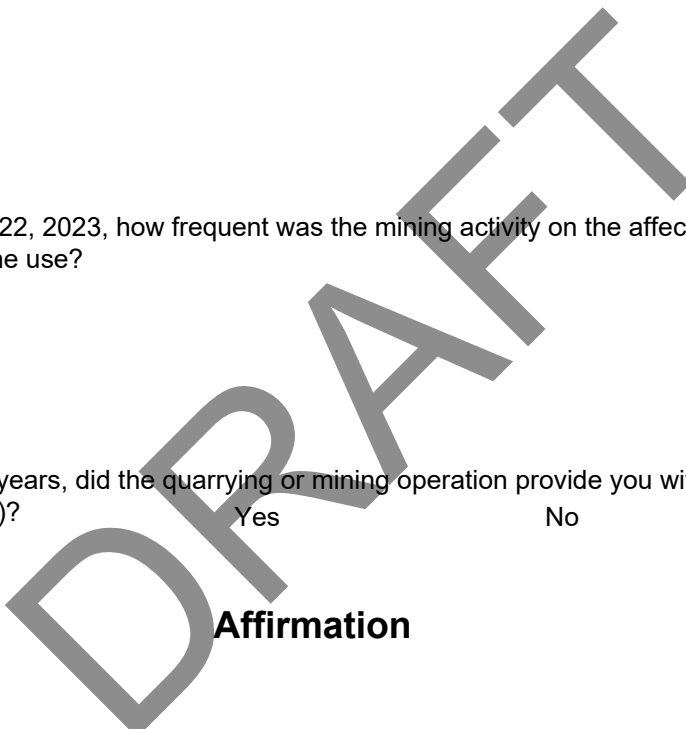 22, 2023, how frequent was the mining activity on the affec
e use?
years, did the quarrying or mining operation provide you wi
)? Yes No
Affirmation
DRAFT